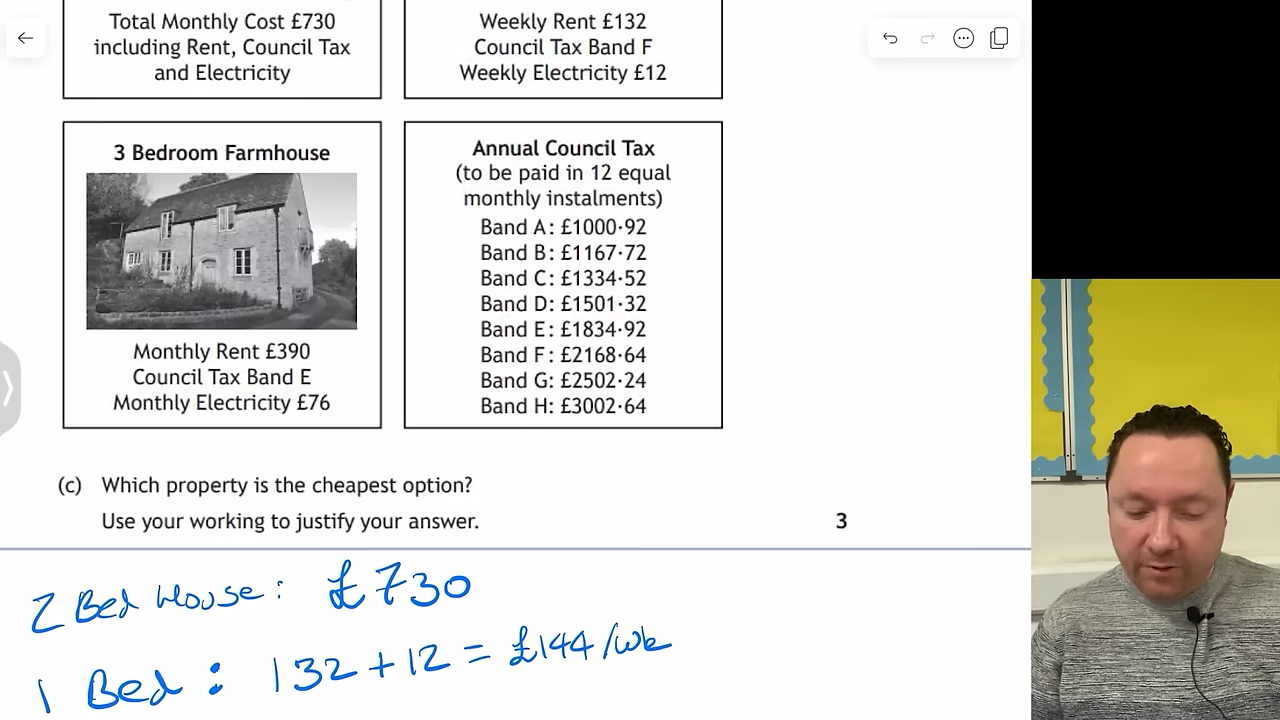 Total Monthly Cost £730
including Rent, Council Tax
and Electricity
Weekly Rent £132
Council Tax Band F
Weekly Electricity £12
3 Bedroom Farmhouse
Monthly Rent £390
Council Tax Band E
Monthly Electricity £76
Annual Council Tax
(to be paid in 12 equal
monthly instalments)
Band A: £1000·92
Band B: £1167·72
Band C: £1334·52
Band D: £1501·32
Band E: £1834·92
Band F: £2168·64
Band G: £2502·24
Band H: £3002·64
(c) Which property is the cheapest option?
Use your working to justify your answer. 3
2 Bed House: £730
1 Bed: 132 + 12 = £144/wk